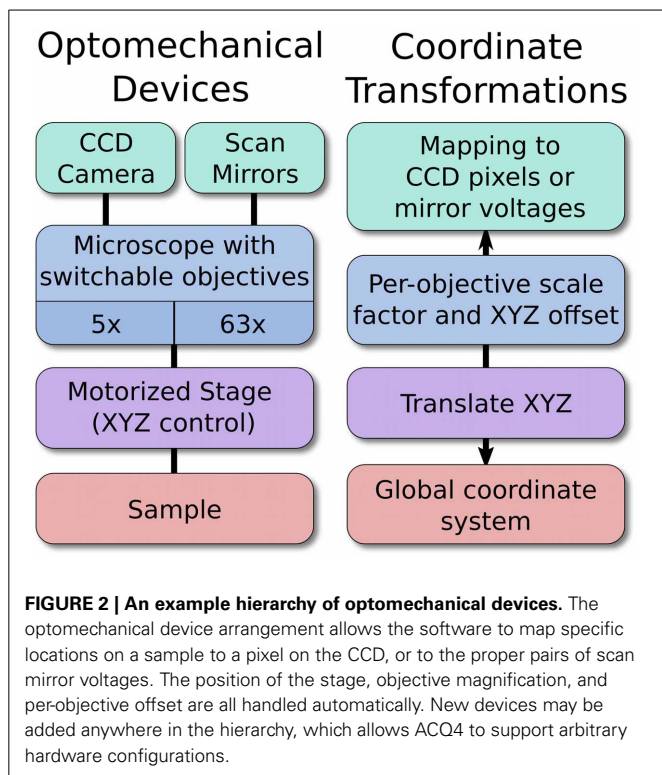 Optomechanical
Devices
CCD
Camera
Scan
Mirrors
Microscope with
switchable objectives
5x
63x
Motorized Stage
(XYZ control)
Sample
Coordinate
Transformations
Mapping to
CCD pixels or
mirror voltages
Per-objective scale
factor and XYZ offset
Translate XYZ
Global coordinate
system
FIGURE 2 | An example hierarchy of optomechanical devices. The
optomechanical device arrangement allows the software to map specific
locations on a sample to a pixel on the CCD, or to the proper pairs of scan
mirror voltages. The position of the stage, objective magnification, and
per-objective offset are all handled automatically. New devices may be
added anywhere in the hierarchy, which allows ACQ4 to support arbitrary
hardware configurations.